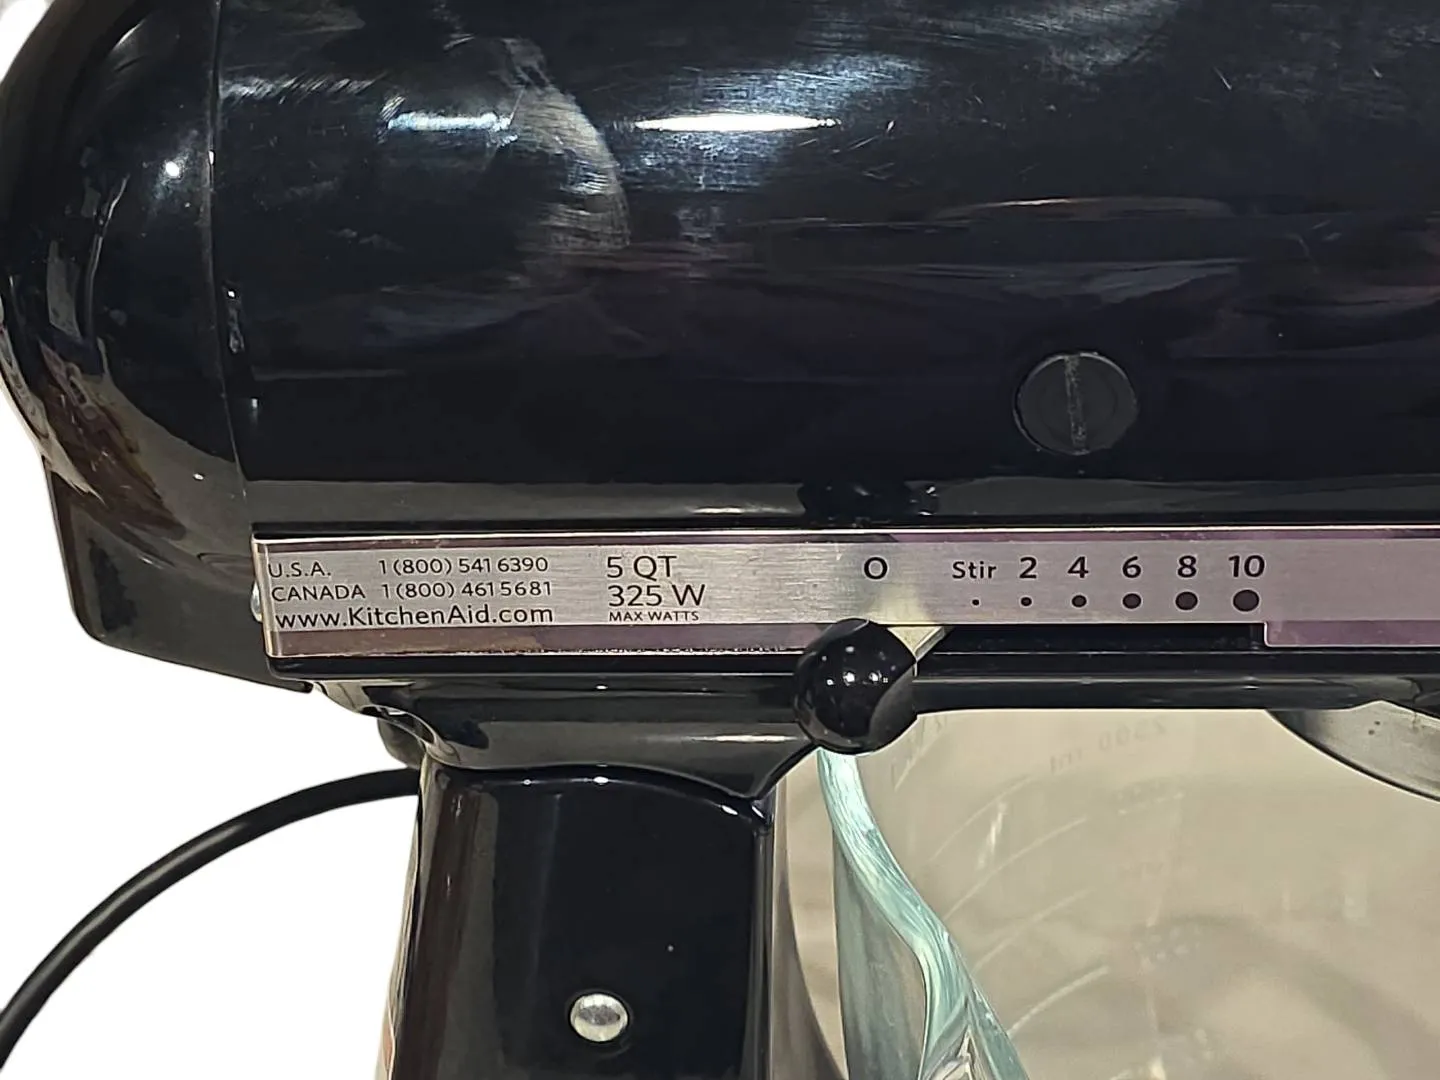 U.S.A. 1 (800) 541 6390
CANADA 1 (800) 461 5681
www.KitchenAid.com
5 QT
325 W
MAX WATTS
O Stir 2 4 6 8 10